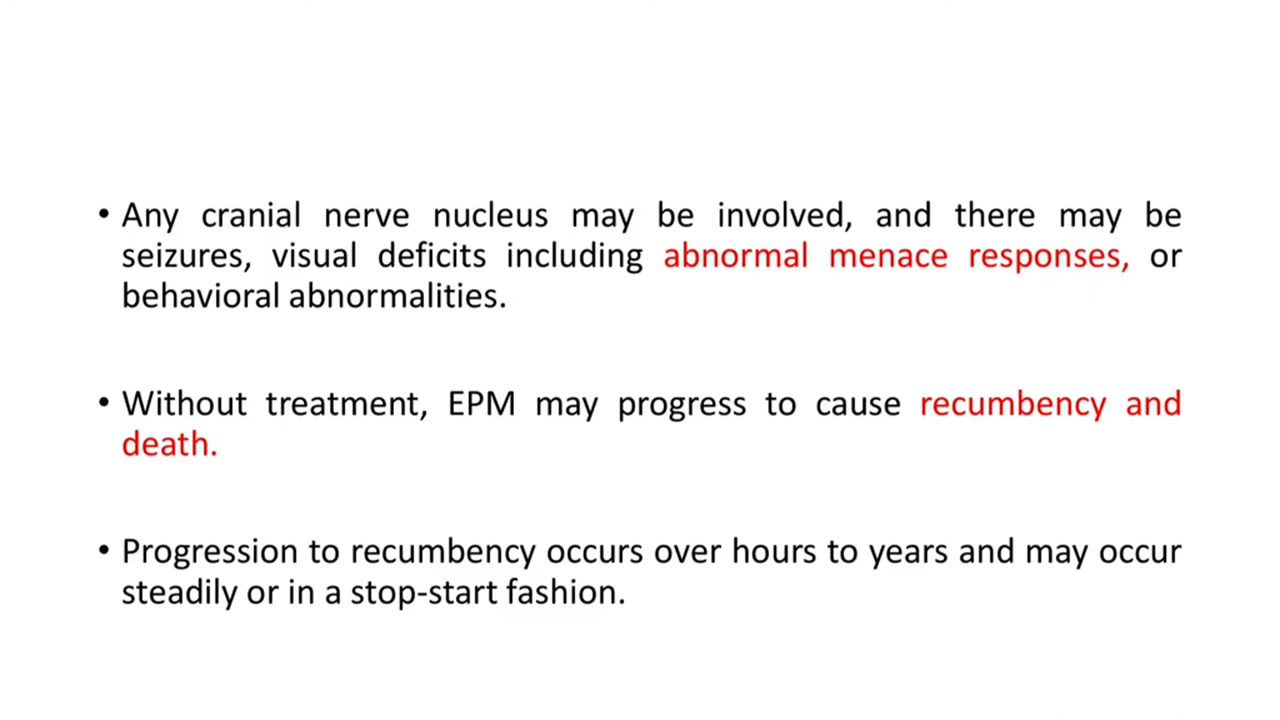 • Any cranial nerve nucleus may be involved, and there may be
seizures, visual deficits including abnormal menace responses, or
behavioral abnormalities.
• Without treatment, EPM may progress to cause recumbency and
death.
• Progression to recumbency occurs over hours to years and may occur
steadily or in a stop-start fashion.